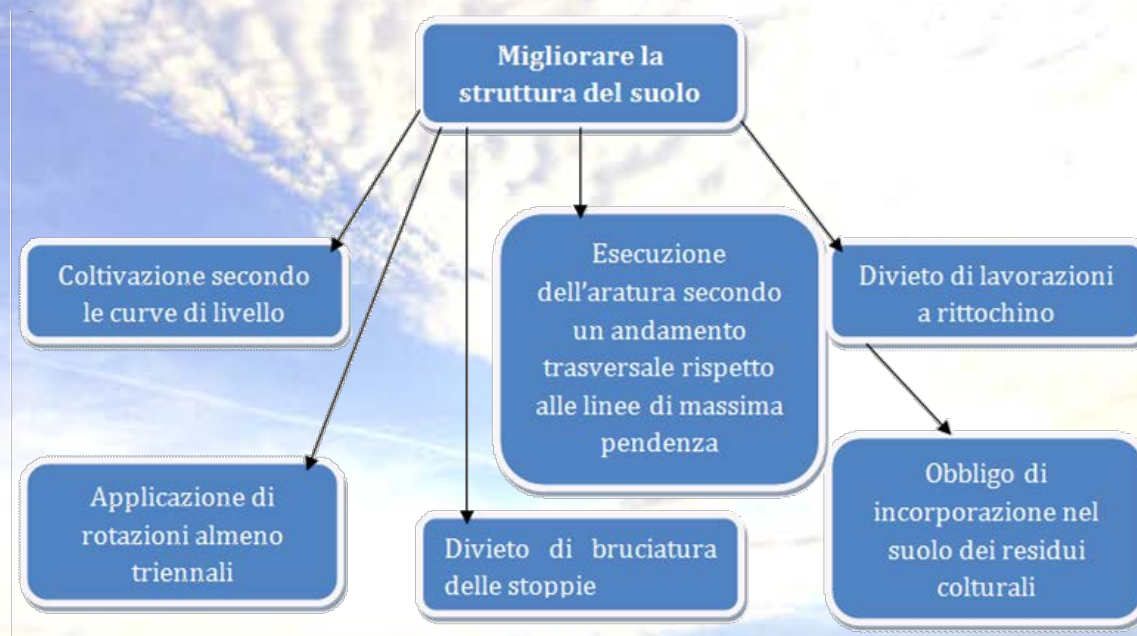 Migliorare la
struttura del suolo
Coltivazione secondo
le curve di livello
Esecuzione
dell'aratura secondo
un andamento
trasversale rispetto
alle linee di massima
pendenza
Divieto di lavorazioni
a rittochino
Applicazione di
rotazioni almeno
triennali
Divieto di bruciatura
delle stoppie
Obbligo di
incorporazione nel
suolo dei residui
colturali